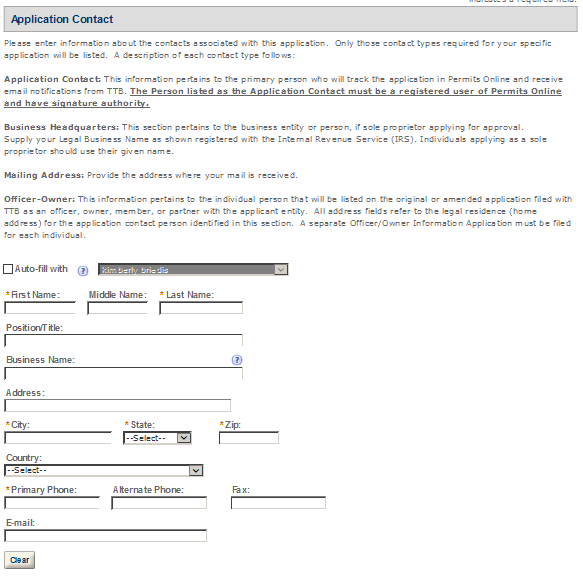 indicates a required field.
Application Contact
Please enter information about the contacts associated with this application. Only those contact types required for your specific
application will be listed. A description of each contact type follows:
Application Contact: This information pertains to the primary person who will track the application in Permits Online and receive
email notifications from TTB. The Person listed as the Application Contact must be a registered user of Permits Online
and have signature authority.
Business Headquarters: This section pertains to the business entity or person, if sole proprietor applying for approval.
Supply your Legal Business Name as shown registered with the Internal Revenue Service (IRS). Individuals applying as a sole
proprietor should use their given name.
Mailing Address: Provide the address where your mail is received.
Officer-Owner: This information pertains to the individual person that will be listed on the original or amended application filed with
TTB as an officer, owner, member, or partner with the applicant entity. All address fields refer to the legal residence (home
address) for the application contact person identified in this section. A separate Officer/Owner Information Application must be filed
for each individual.
Auto-fill with ? kimberly briedis
*First Name: Middle Name: *Last Name:
Position/Title:
Business Name: ?
Address:
*City: *State: *Zip:
--Select--
Country:
--Select--
*Primary Phone: Alternate Phone: Fax:
E-mail:
Clear